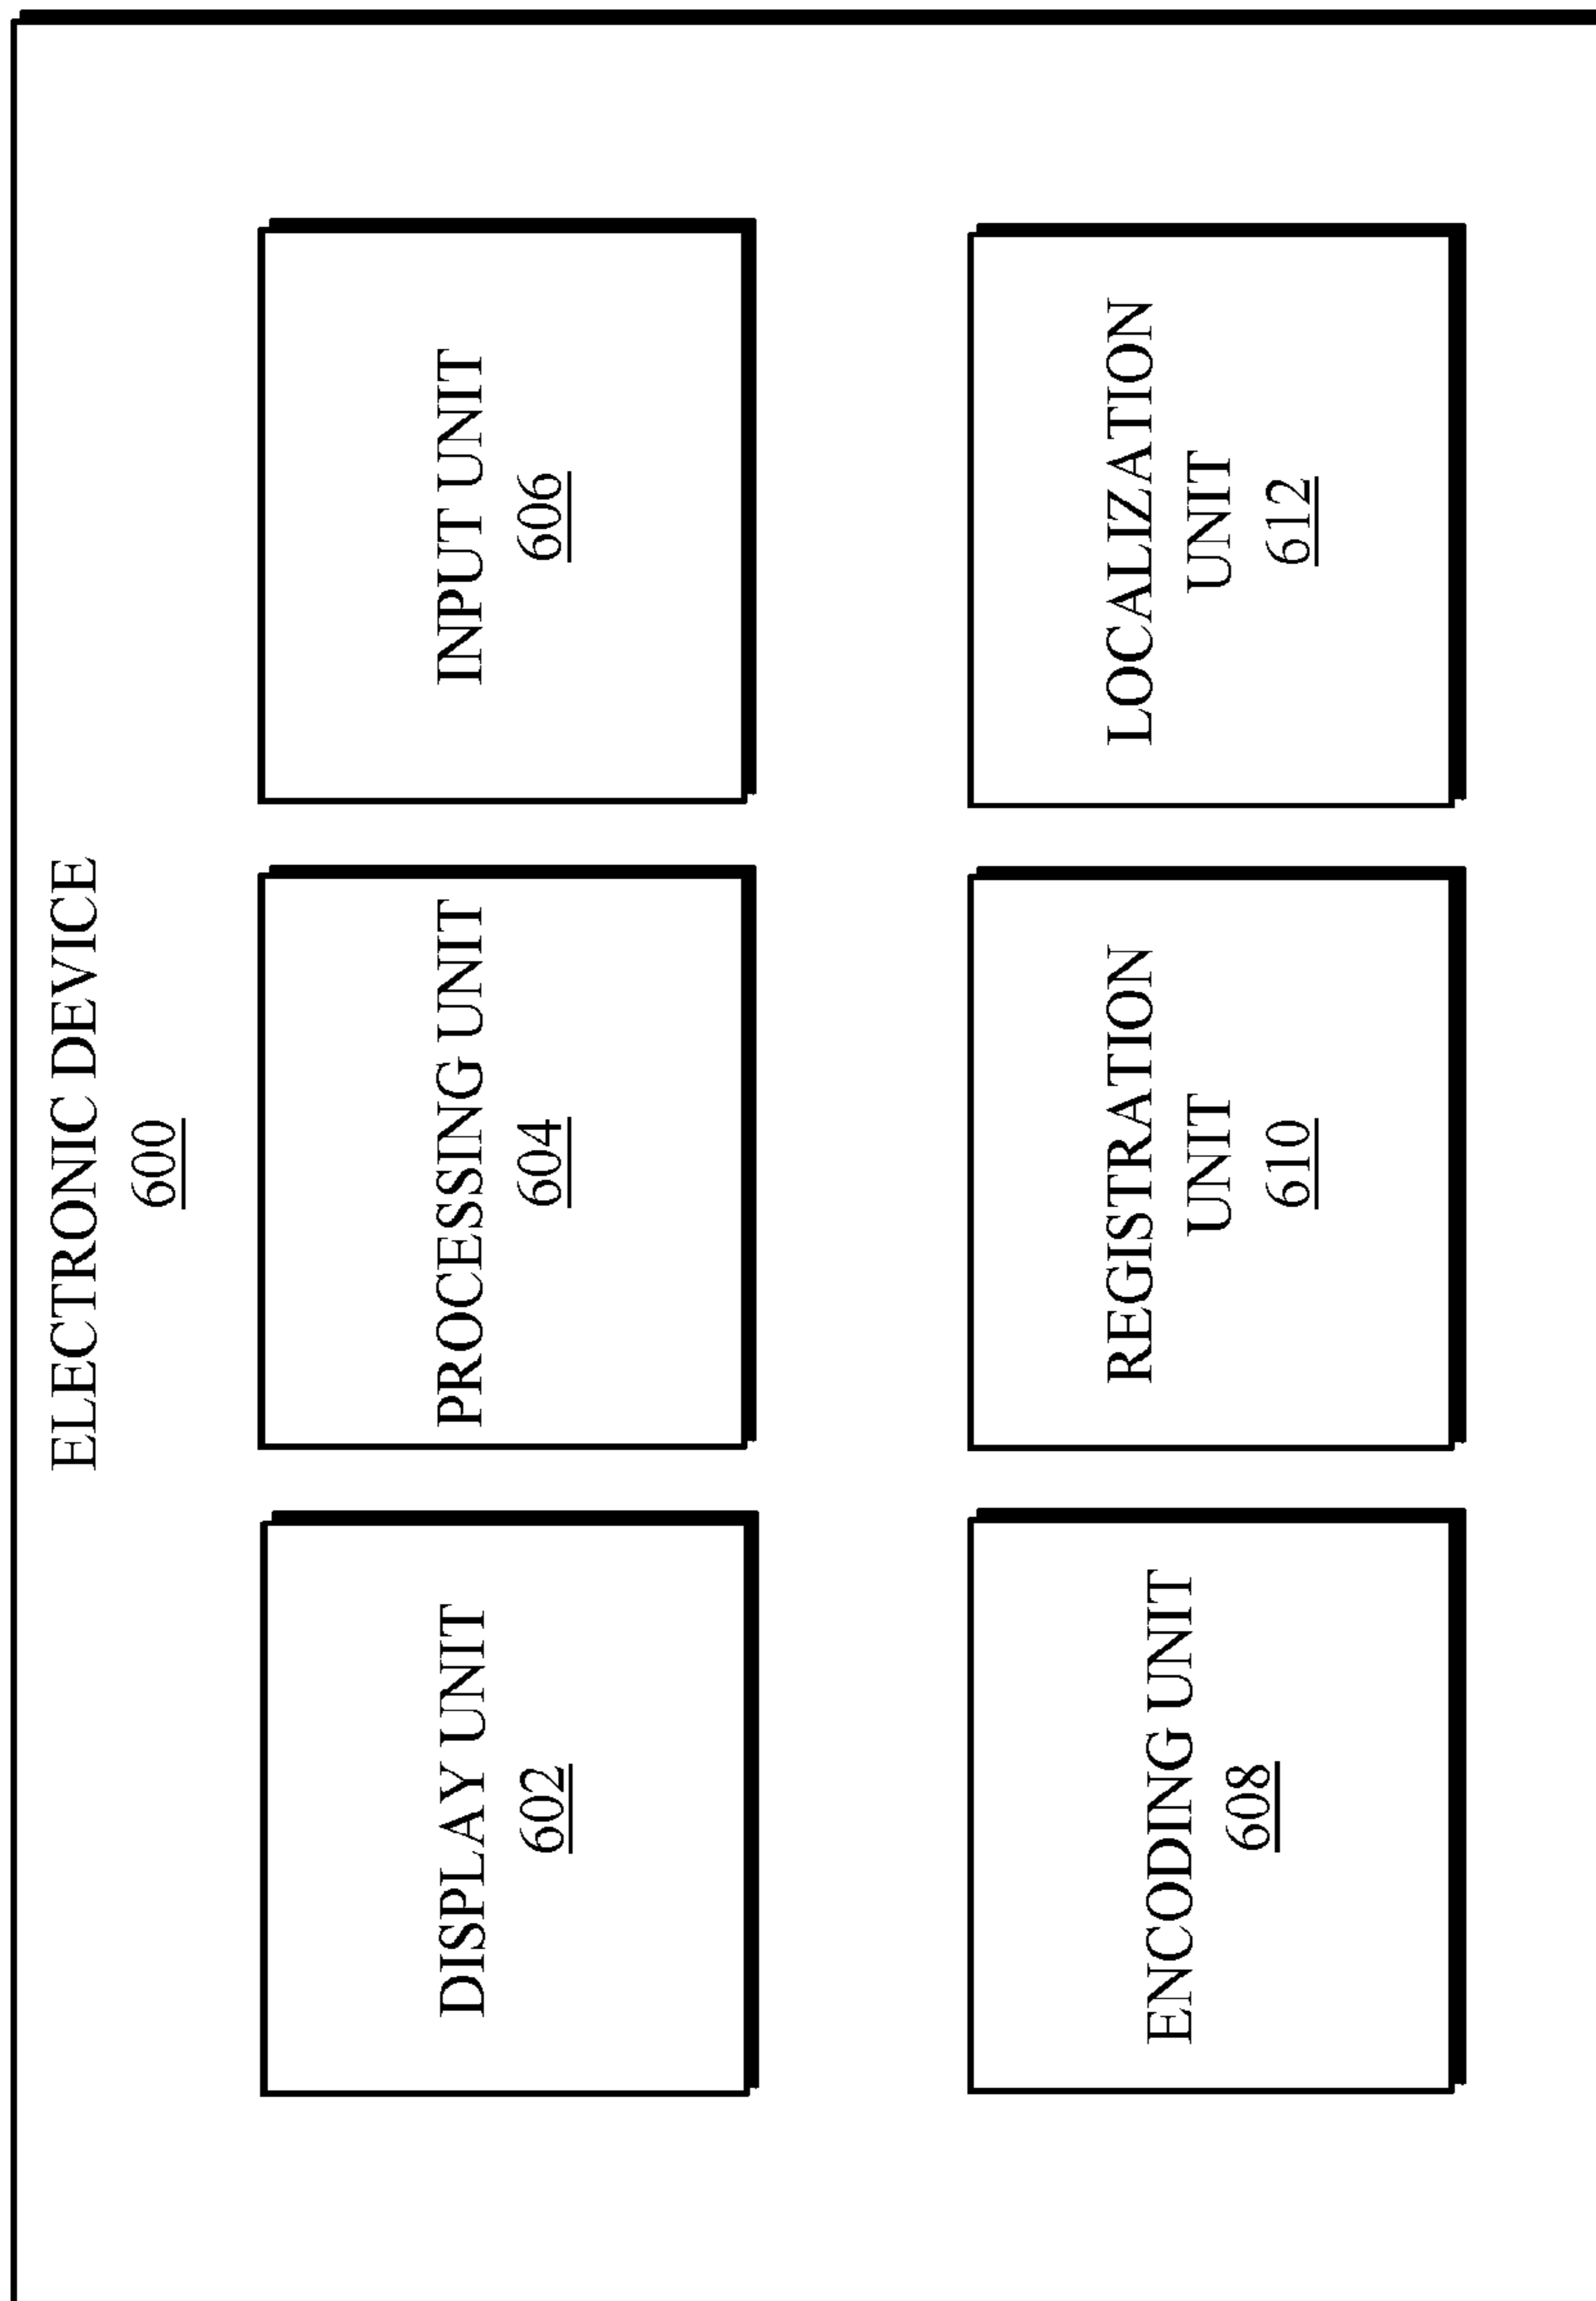 ELECTRONIC DEVICE
600
DISPLAY UNIT
602
PROCESSING UNIT
604
INPUT UNIT
606
ENCODING UNIT
608
REGISTRATION
UNIT
610
LOCALIZATION
UNIT
612